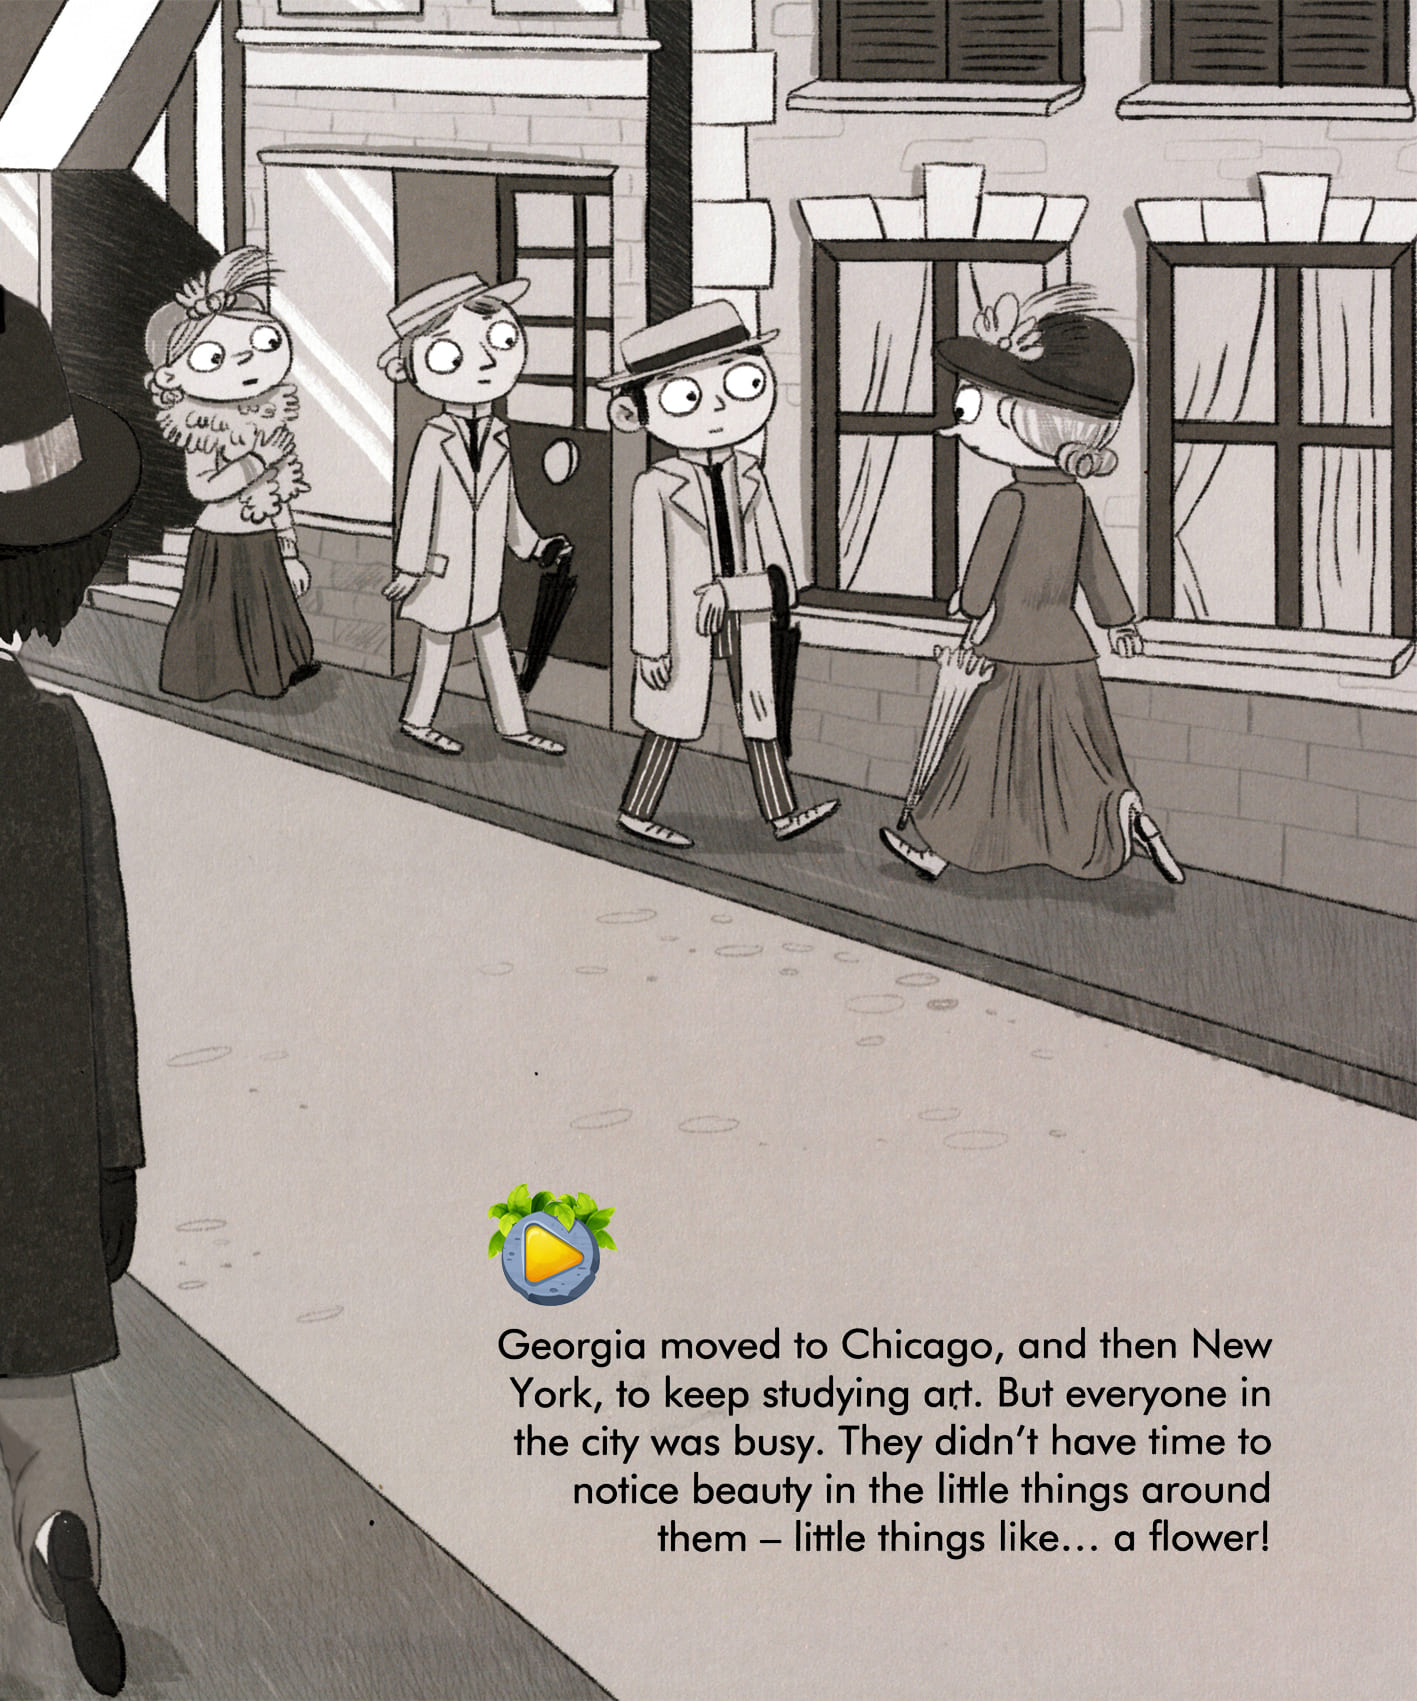 Georgia moved to Chicago, and then New
York, to keep studying art. But everyone in
the city was busy. They didn’t have time to
notice beauty in the little things around
them – little things like… a flower!